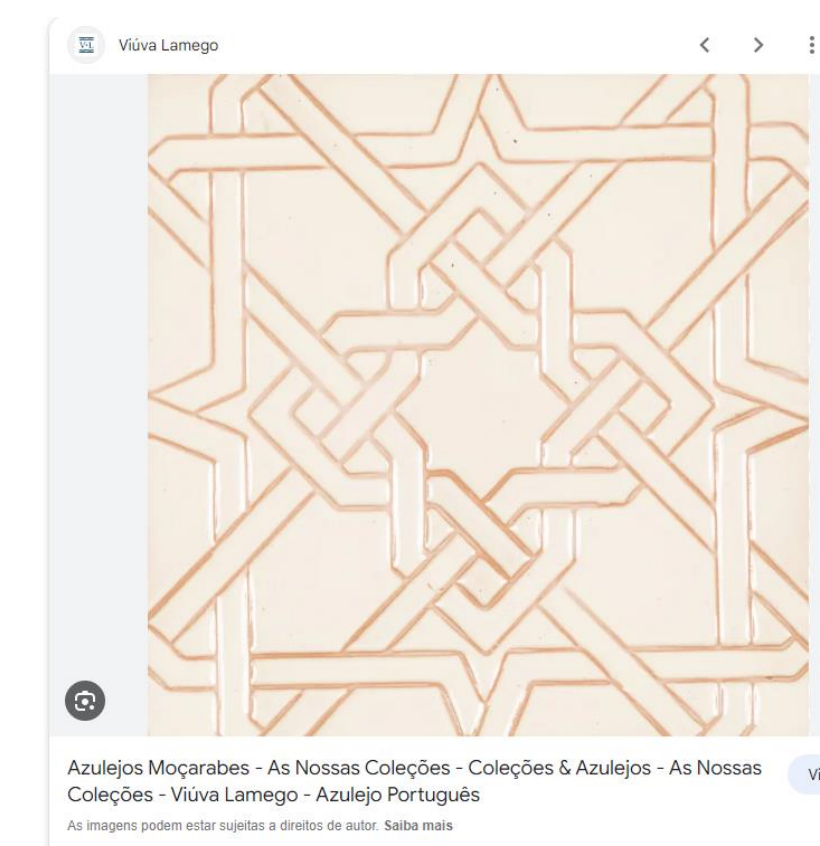 V·L
Viúva Lamego
Azulejos Moçarabes - As Nossas Coleções - Coleções & Azulejos - As Nossas
Coleções - Viúva Lamego - Azulejo Português
As imagens podem estar sujeitas a direitos de autor. Saiba mais